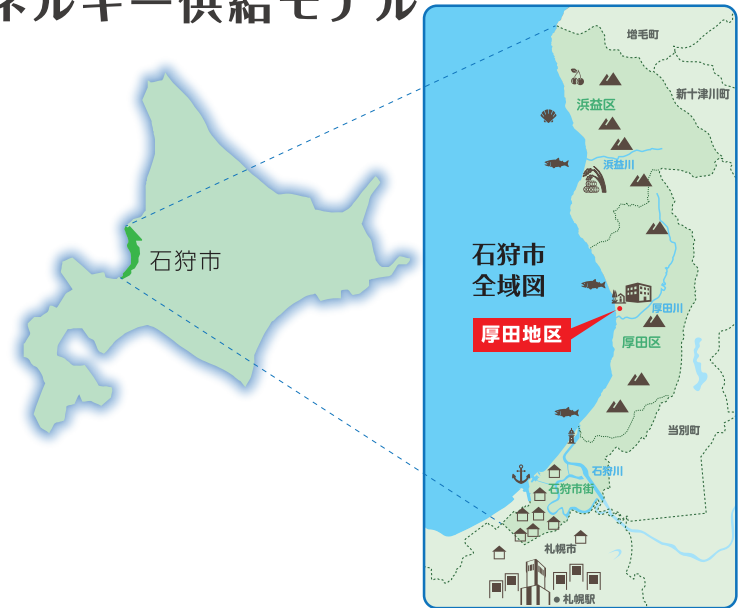 ネルギー供給モデル
増毛町
新十津川町
浜益区
浜益川
石狩市
石狩市
全域図
厚田川
厚田地区
厚田区
当別町
石狩川
石狩市街
札幌市
札幌駅